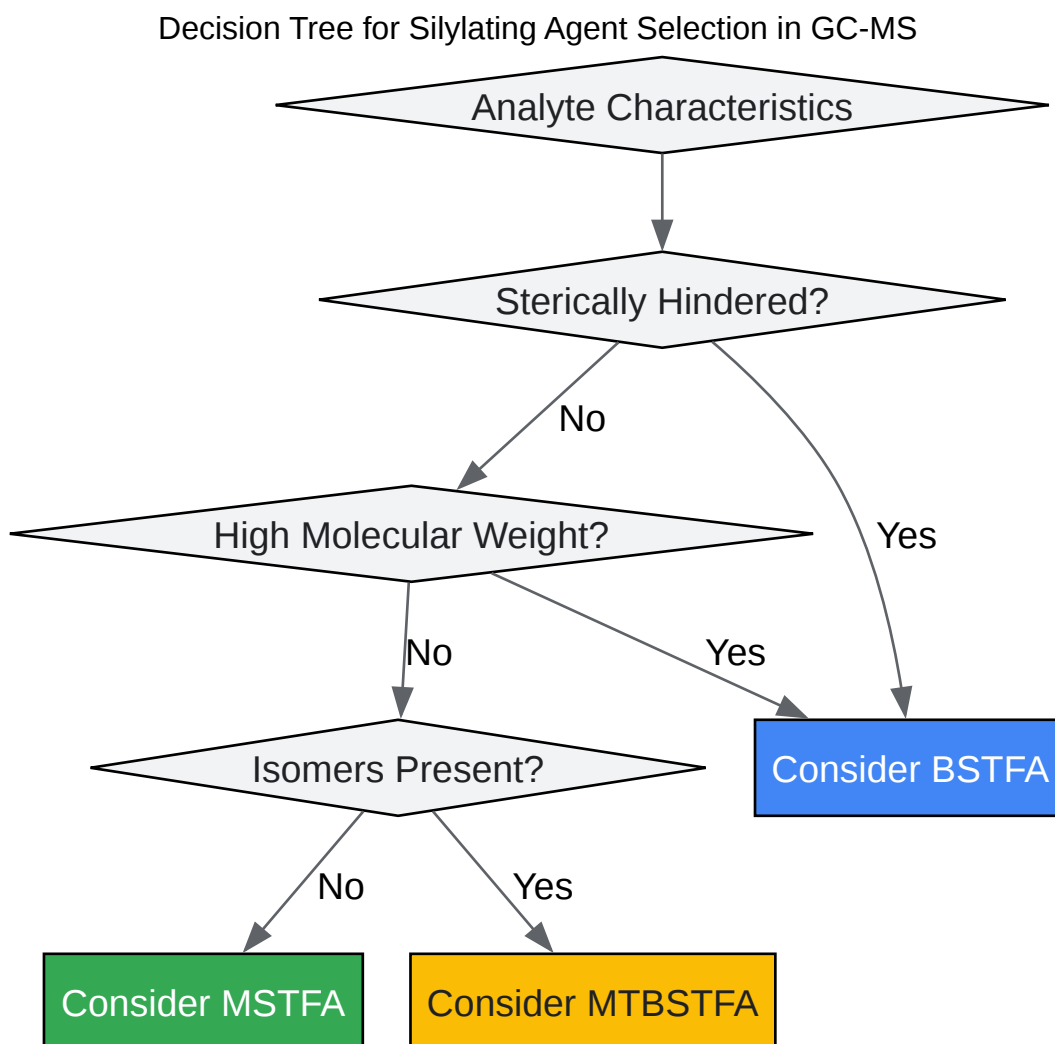 Decision Tree for Silylating Agent Selection in GC-MS
Analyte Characteristics
Sterically Hindered?
No
High Molecular Weight?
Yes
No
Yes
Isomers Present?
Consider BSTFA
No
Yes
Consider MSTFA
Consider MTBSTFA